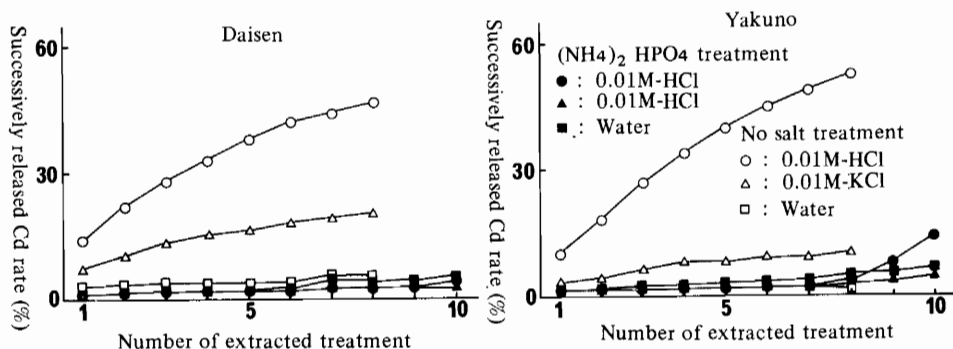 Daisen
Successively released Cd rate (%)
60
30
0
1
5
10
Number of extracted treatment
Yakuno
Successively released Cd rate (%)
60
30
0
1
5
10
Number of extracted treatment
(NH4)2 HPO4 treatment
● : 0.01M-HCl
▲ : 0.01M-HCl
■ : Water
No salt treatment
○ : 0.01M-HCl
△ : 0.01M-KCl
□ : Water